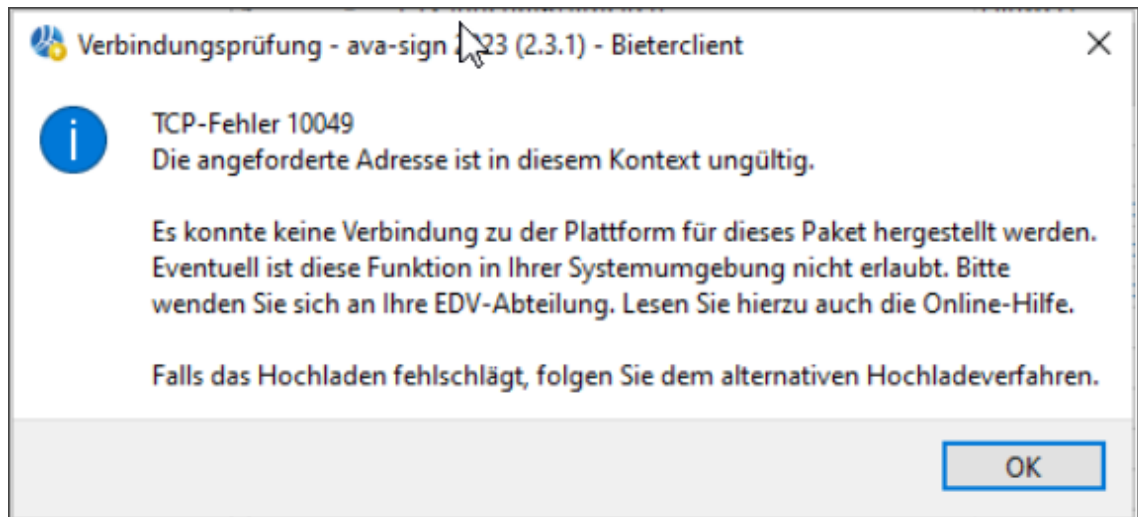 Verbindungsprüfung - ava-sign 2023 (2.3.1) - Bieterclient
TCP-Fehler 10049
Die angeforderte Adresse ist in diesem Kontext ungültig.
Es konnte keine Verbindung zu der Plattform für dieses Paket hergestellt werden.
Eventuell ist diese Funktion in Ihrer Systemumgebung nicht erlaubt. Bitte
wenden Sie sich an Ihre EDV-Abteilung. Lesen Sie hierzu auch die Online-Hilfe.
Falls das Hochladen fehlschlägt, folgen Sie dem alternativen Hochladeverfahren.
OK